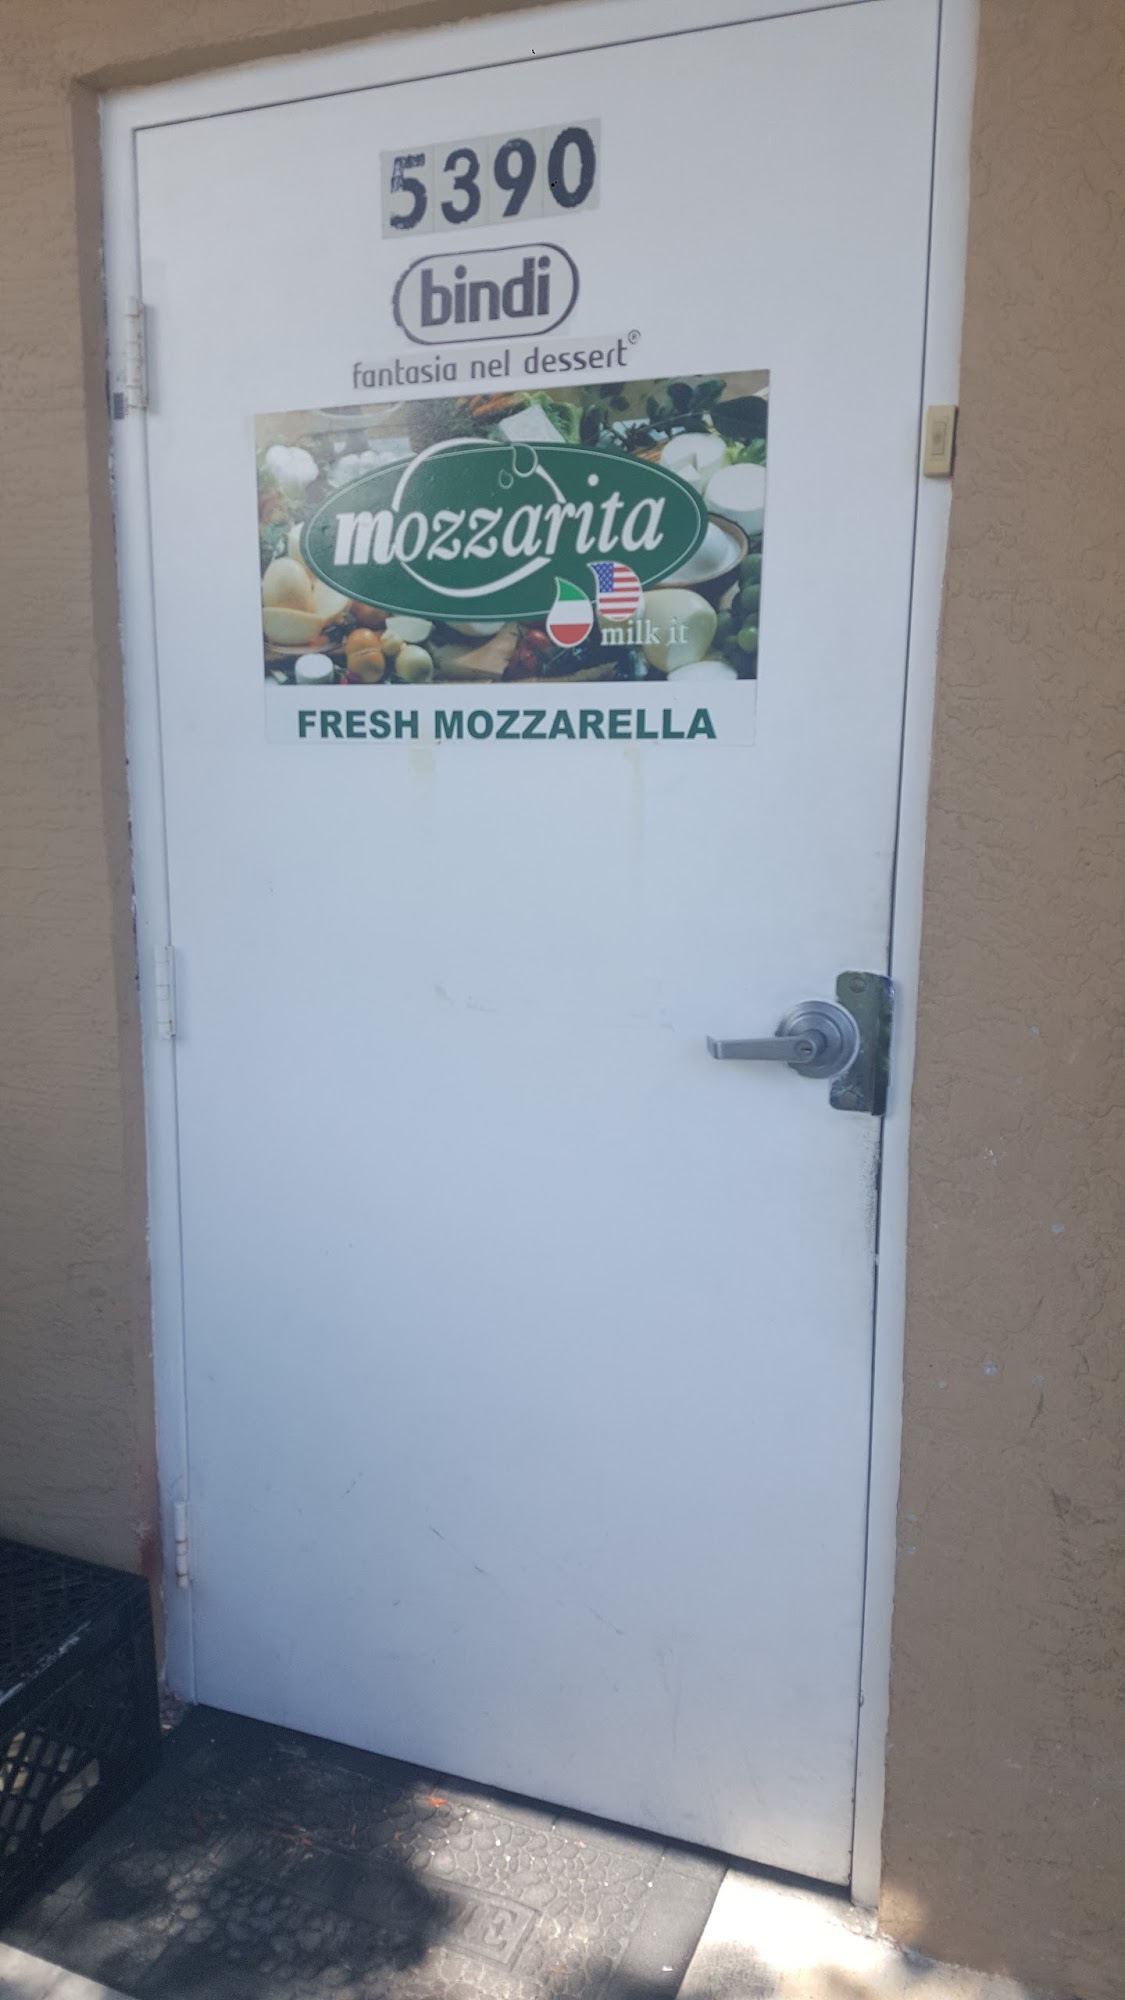 5390
bindi
fantasia nel dessert®
mozzarita
milk it
FRESH MOZZARELLA